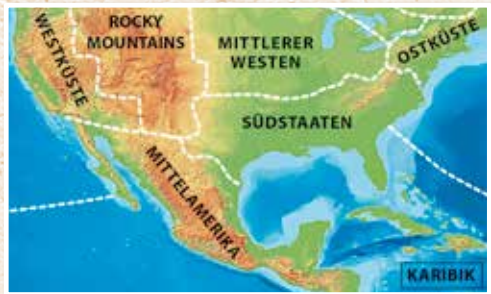 ROCKY
MOUNTAINS
WESTKÜSTE
MITTLERER
WESTEN
OSTKÜSTE
SÜDSTAATEN
MITTELAMERIKA
KARIBIK